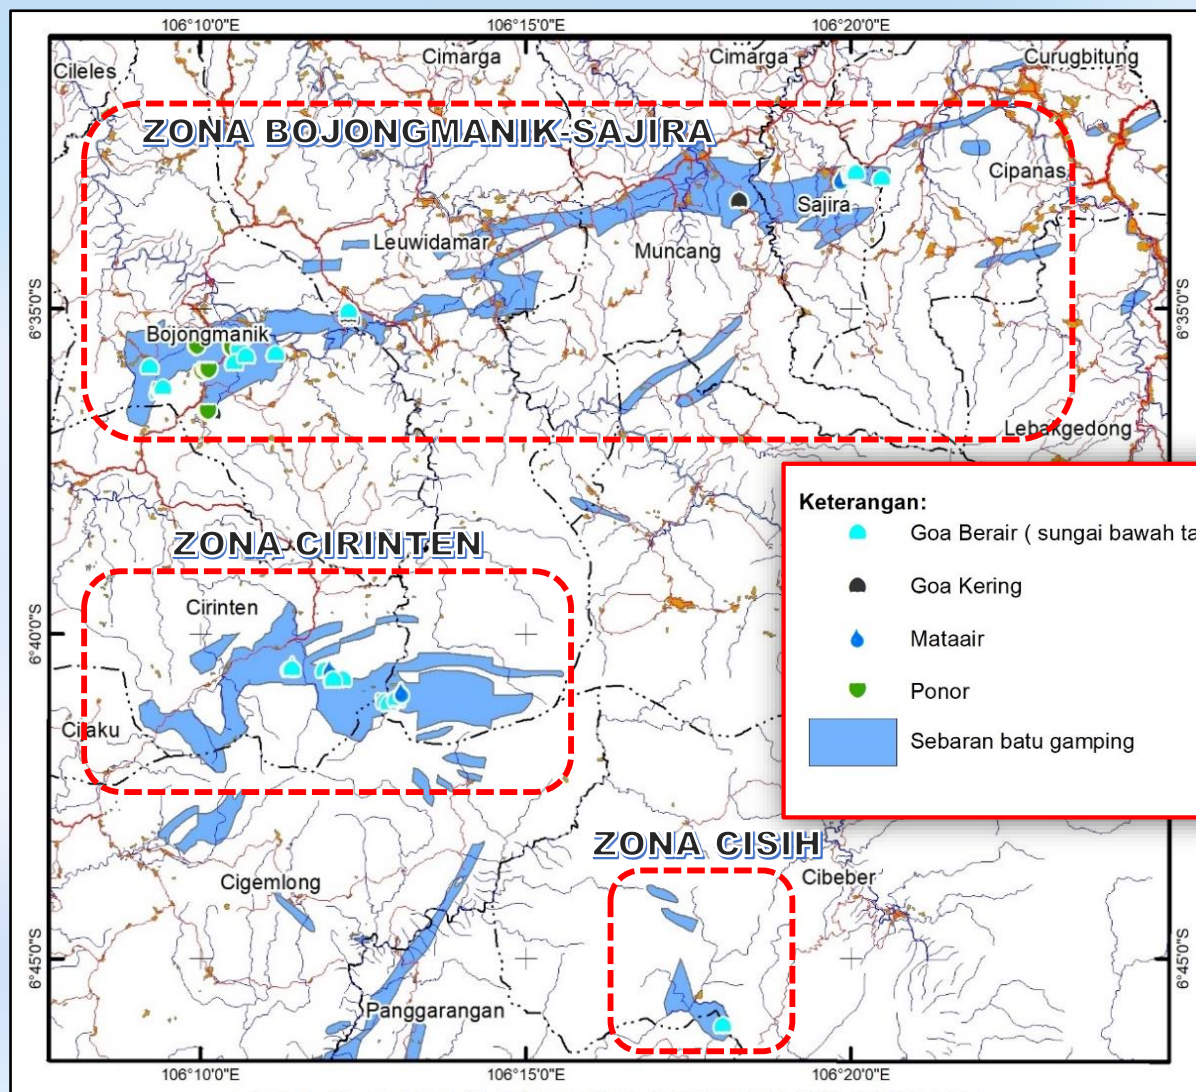 106°10'0"E 106°15'0"E 106°20'0"E
Cileles
Cimarga
Cimarga
Curugbitung
ZONA BOJONGMANIK-SAJIRA
Cipanas
Sajira
Leuwidamar
Muncang
6°35'0"S
6°35'0"S
Bojongmanik
Lebakgedong
Keterangan:
Goa Berair ( sungai bawah ta
Goa Kering
Mataair
Ponor
Sebaran batu gamping
ZONA CIRINTEN
Cirinten
6°40'0"S
Cijaku
ZONA CISIH
Cigemlong
Cibeber
6°45'0"S
6°45'0"S
Panggarangan
106°10'0"E 106°15'0"E 106°20'0"E